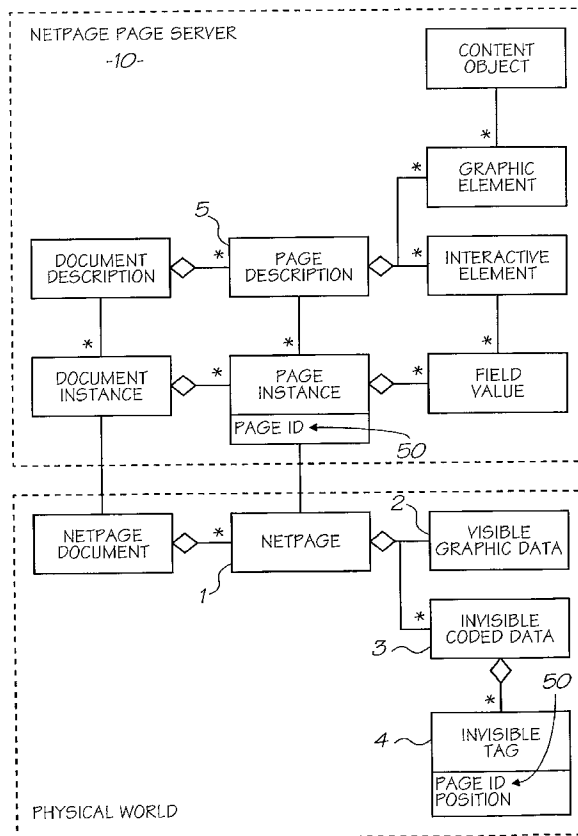 NETPAGE PAGE SERVER
-10-
CONTENT
OBJECT
*
*
GRAPHIC
ELEMENT
5
DOCUMENT
DESCRIPTION
*
PAGE
DESCRIPTION
*
INTERACTIVE
ELEMENT
*
*
*
DOCUMENT
INSTANCE
*
PAGE
INSTANCE
*
FIELD
VALUE
PAGE ID
50
NETPAGE
DOCUMENT
*
NETPAGE
1
2
VISIBLE
GRAPHIC DATA
*
INVISIBLE
CODED DATA
3
50
*
4
INVISIBLE
TAG
PAGE ID
POSITION
PHYSICAL WORLD